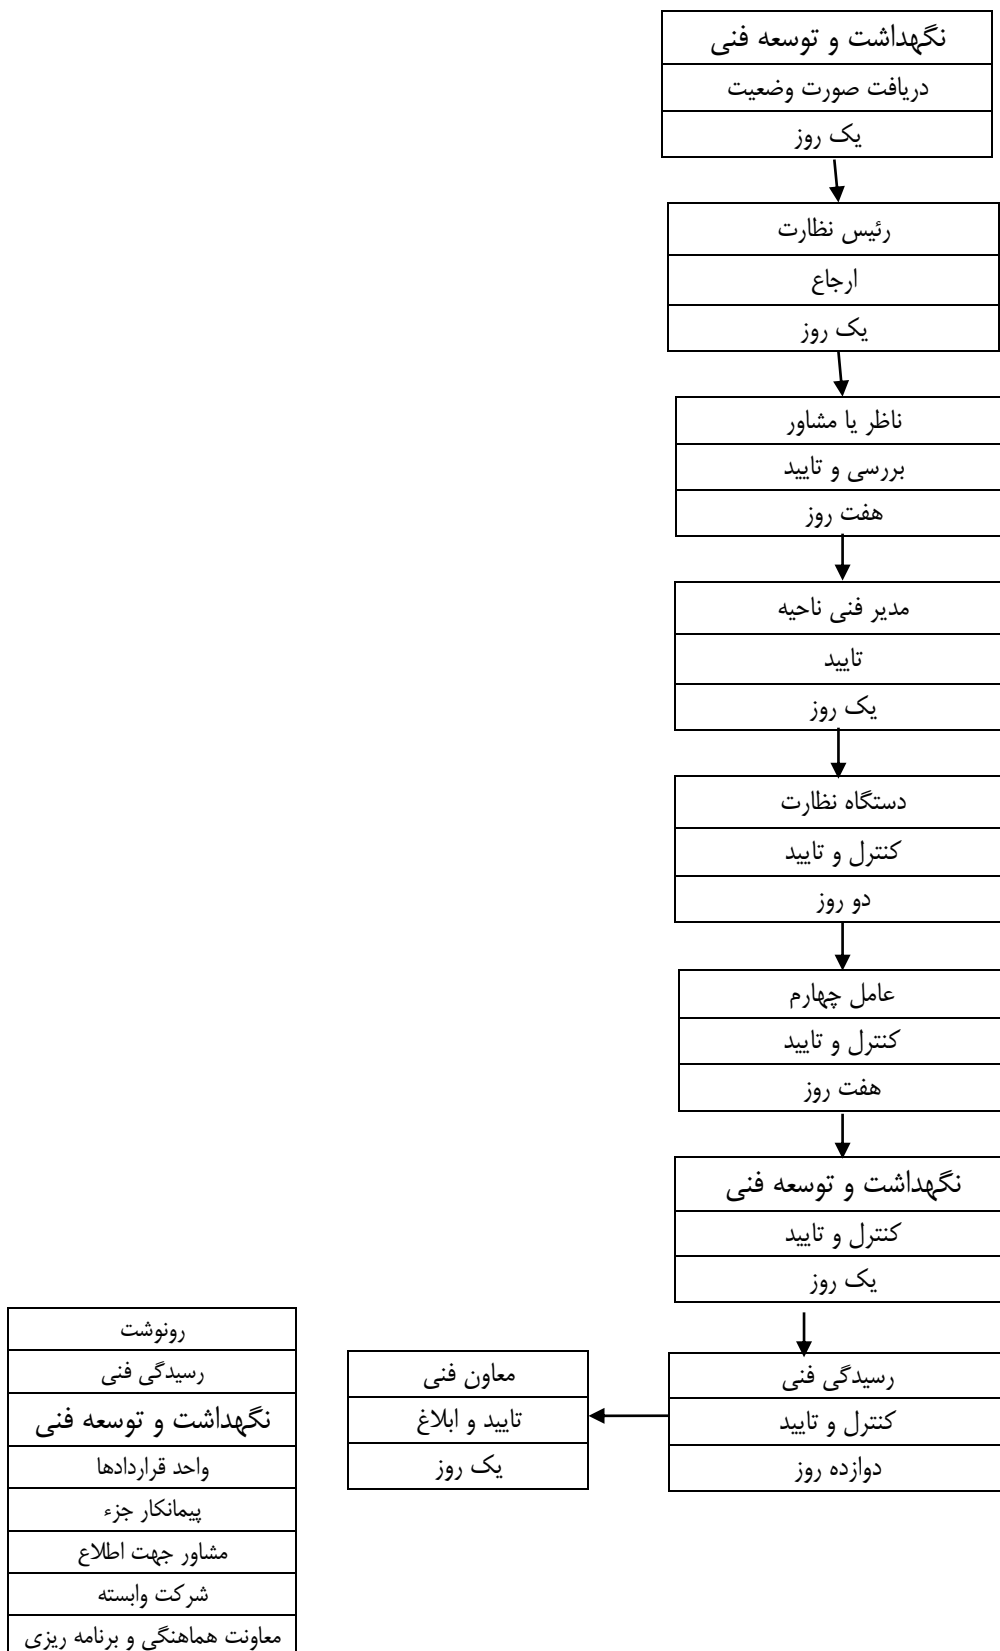 نگهداشت و توسعه فنی
دریافت صورت وضعیت
یک روز
رئیس نظارت
ارجاع
یک روز
ناظر یا مشاور
بررسی و تایید
هفت روز
مدیر فنی ناحیه
تایید
یک روز
دستگاه نظارت
کنترل و تایید
دو روز
عامل چهارم
کنترل و تایید
هفت روز
نگهداشت و توسعه فنی
کنترل و تایید
یک روز
رسیدگی فنی
کنترل و تایید
دوازده روز
معاون فنی
تایید و ابلاغ
یک روز
رونوشت
رسیدگی فنی
نگهداشت و توسعه فنی
واحد قراردادها
پیمانکار جزء
مشاور جهت اطلاع
شرکت وابسته
معاونت هماهنگی و برنامه ریزی